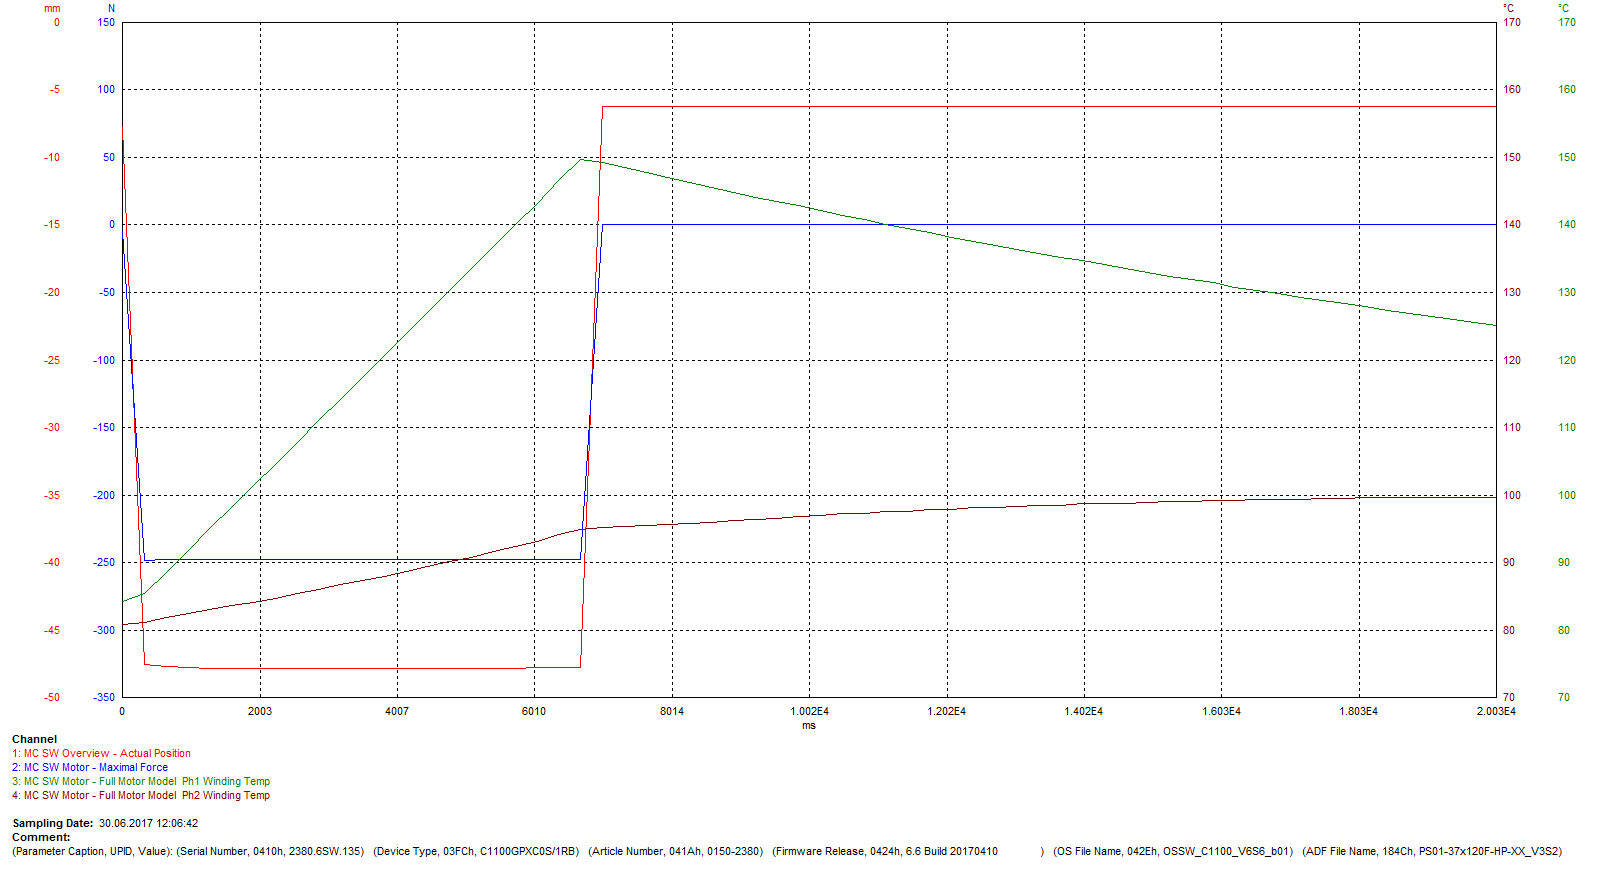 mm N °C °C
0 150 170 170
-5 100 160 160
-10 50 150 150
-15 0 140 140
-20 -50 130 130
-25 -100 120 120
-30 -150 110 110
-35 -200 100 100
-40 -250 90 90
-45 -300 80 80
-50 -350 70 70
0 2003 4007 6010 8014 1.002E4 1.202E4 1.402E4 1.603E4 1.803E4 2.003E4
ms
Channel
1: MC SW Overview - Actual Position
2: MC SW Motor - Maximal Force
3: MC SW Motor - Full Motor Model Ph1 Winding Temp
4: MC SW Motor - Full Motor Model Ph2 Winding Temp
Sampling Date: 30.06.2017 12:06:42
Comment:
(Parameter Caption, UPID, Value): (Serial Number, 0410h, 2380.6SW.135) (Device Type, 03FCh, C1100GPXC0S/1RB) (Article Number, 041Ah, 0150-2380) (Firmware Release, 0424h, 6.6 Build 20170410 ) (OS File Name, 042Eh, OSSW_C1100_V6S6_b01) (ADF File Name, 184Ch, PS01-37x120F-HP-XX_V3S2)